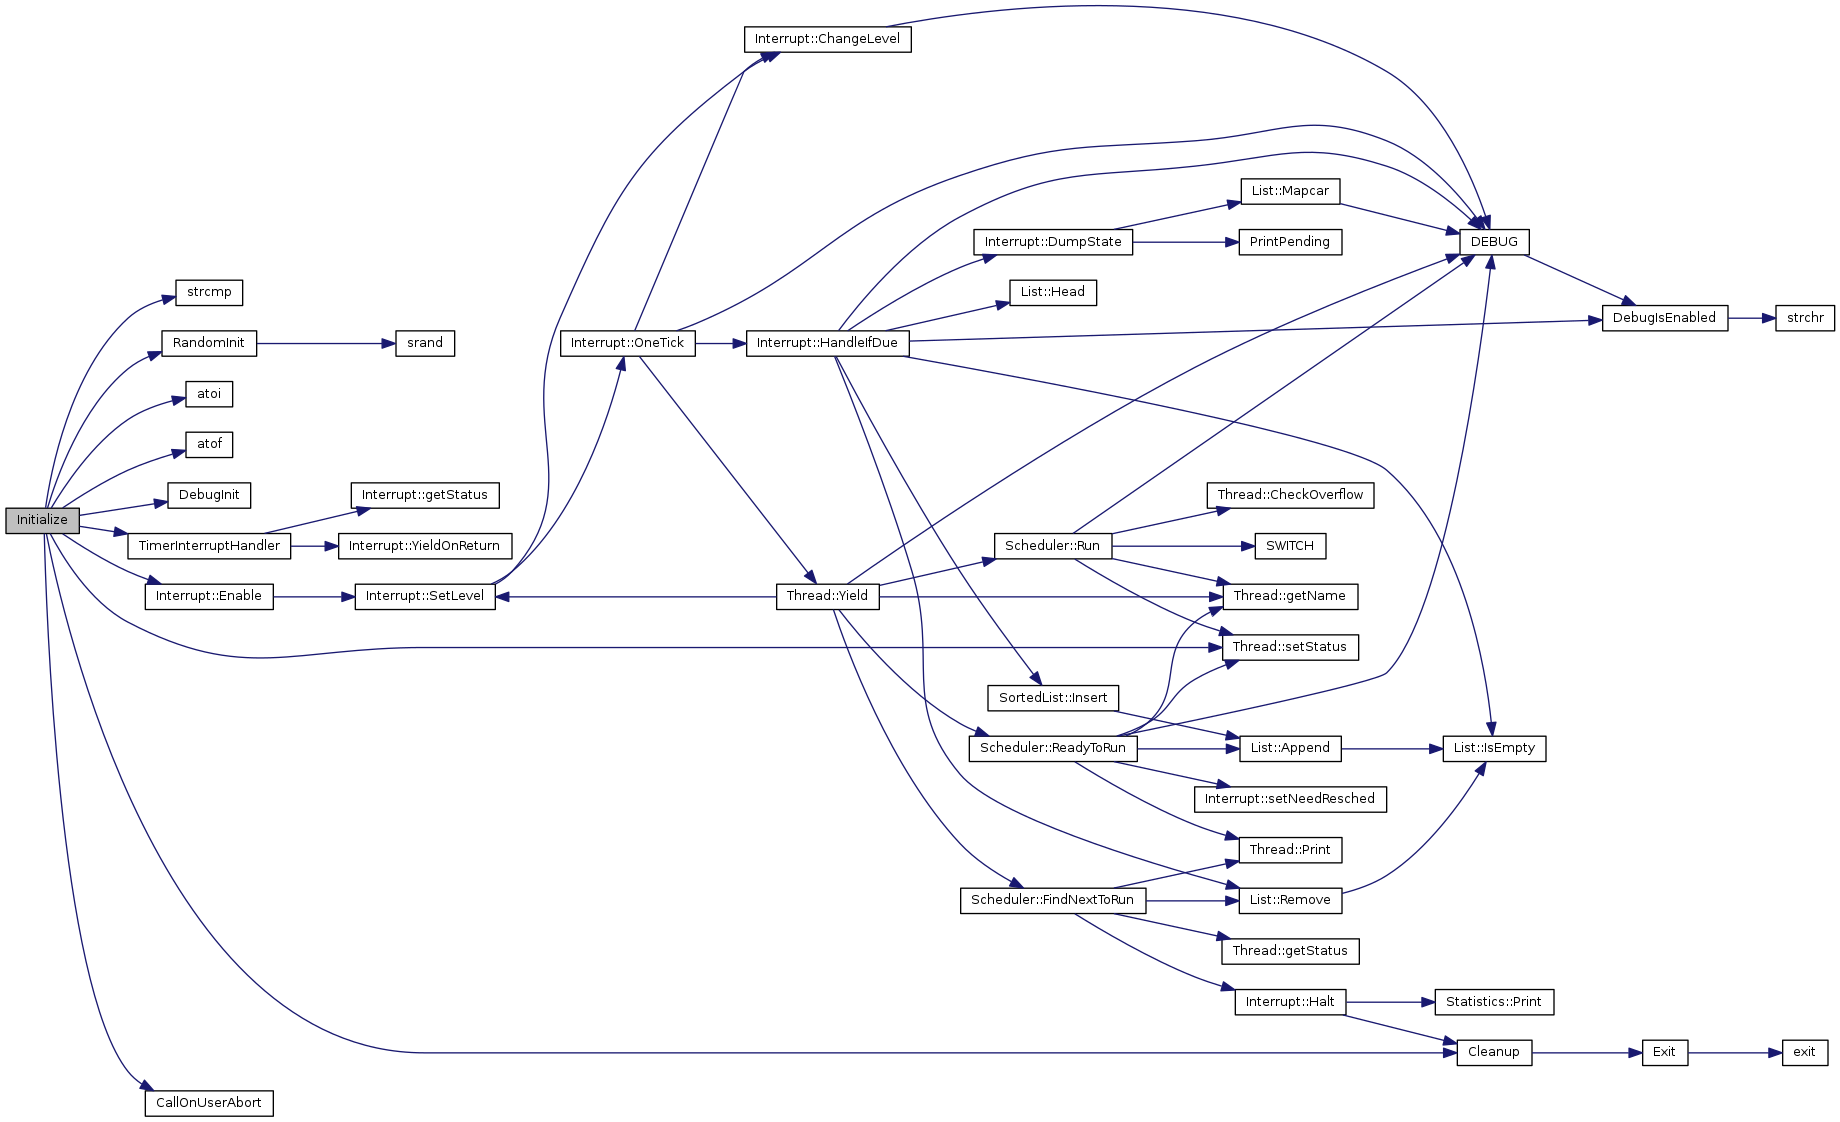 Interrupt::ChangeLevel
List::Mapcar
Interrupt::DumpState
PrintPending
DEBUG
strcmp
List::Head
DebugIsEnabled
strchr
RandomInit
srand
Interrupt::OneTick
Interrupt::HandleIfDue
atoi
atof
DebugInit
Interrupt::getStatus
Thread::CheckOverflow
Initialize
TimerInterruptHandler
Interrupt::YieldOnReturn
Scheduler::Run
SWITCH
Interrupt::Enable
Interrupt::SetLevel
Thread::Yield
Thread::getName
Thread::setStatus
SortedList::Insert
Scheduler::ReadyToRun
List::Append
List::IsEmpty
Interrupt::setNeedResched
Thread::Print
Scheduler::FindNextToRun
List::Remove
Thread::getStatus
Interrupt::Halt
Statistics::Print
Cleanup
Exit
exit
CallOnUserAbort